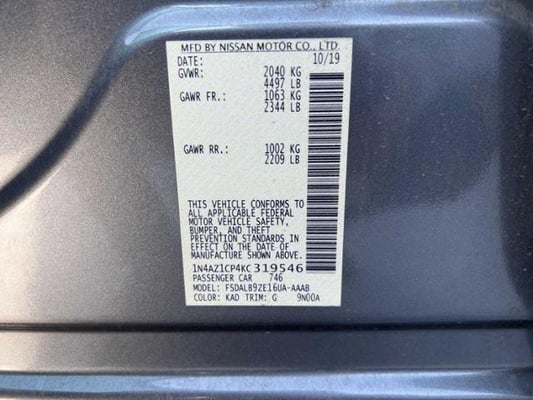 MFD BY NISSAN MOTOR CO., LTD.
DATE: 10/19
GVWR: 2040 KG
4497 LB
GAWR FR.: 1063 KG
2344 LB
GAWR RR.: 1002 KG
2209 LB
THIS VEHICLE CONFORMS TO
ALL APPLICABLE FEDERAL
MOTOR VEHICLE SAFETY,
BUMPER, AND THEFT
PREVENTION STANDARDS IN
EFFECT ON THE DATE OF
MANUFACTURE SHOWN ABOVE.
1N4AZ1CP4KC319546
PASSENGER CAR 746
MODEL: FSDALB9ZE16UA-AAAB
COLOR: KAD TRIM: G 9N00A